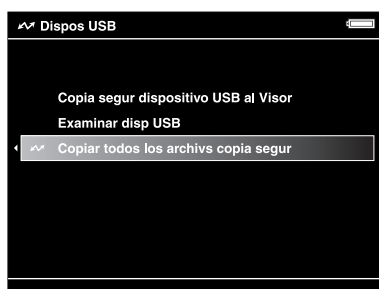 Dispos USB
Copia segur dispositivo USB al Visor
Examinar disp USB
Copiar todos los archivs copia segur